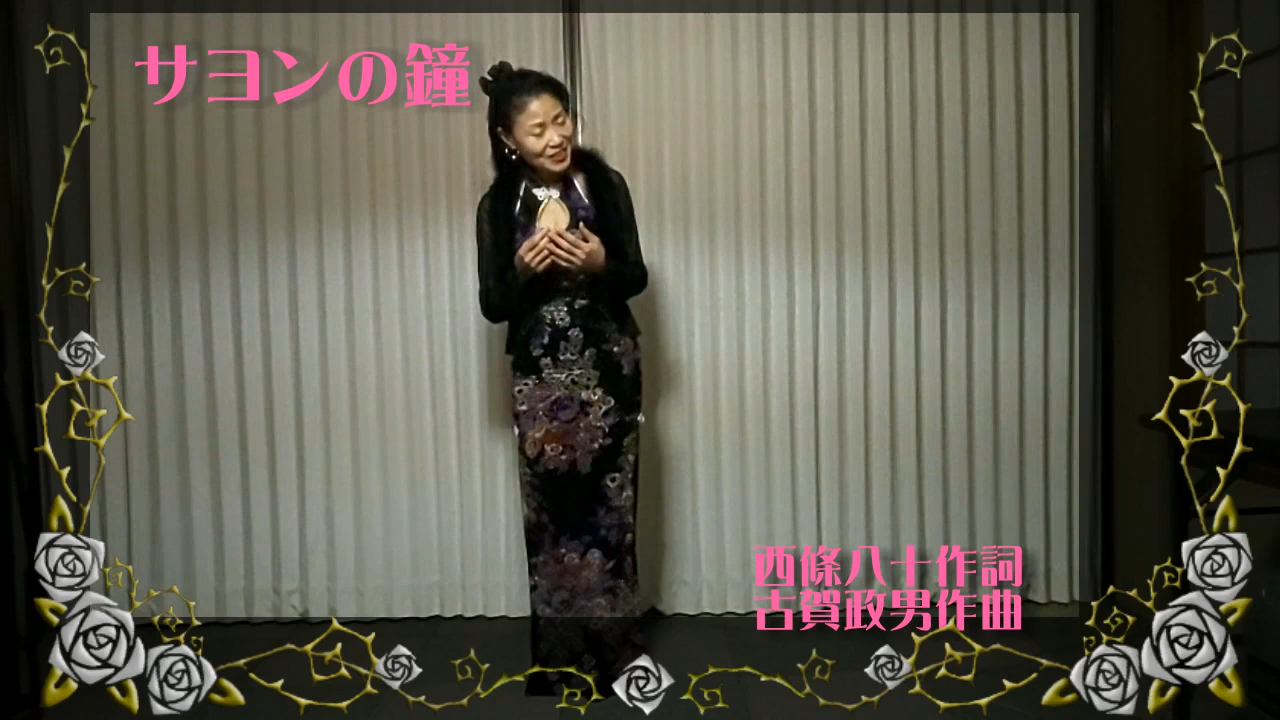 サヨンの鐘
西條八十作詞
古賀政男作曲